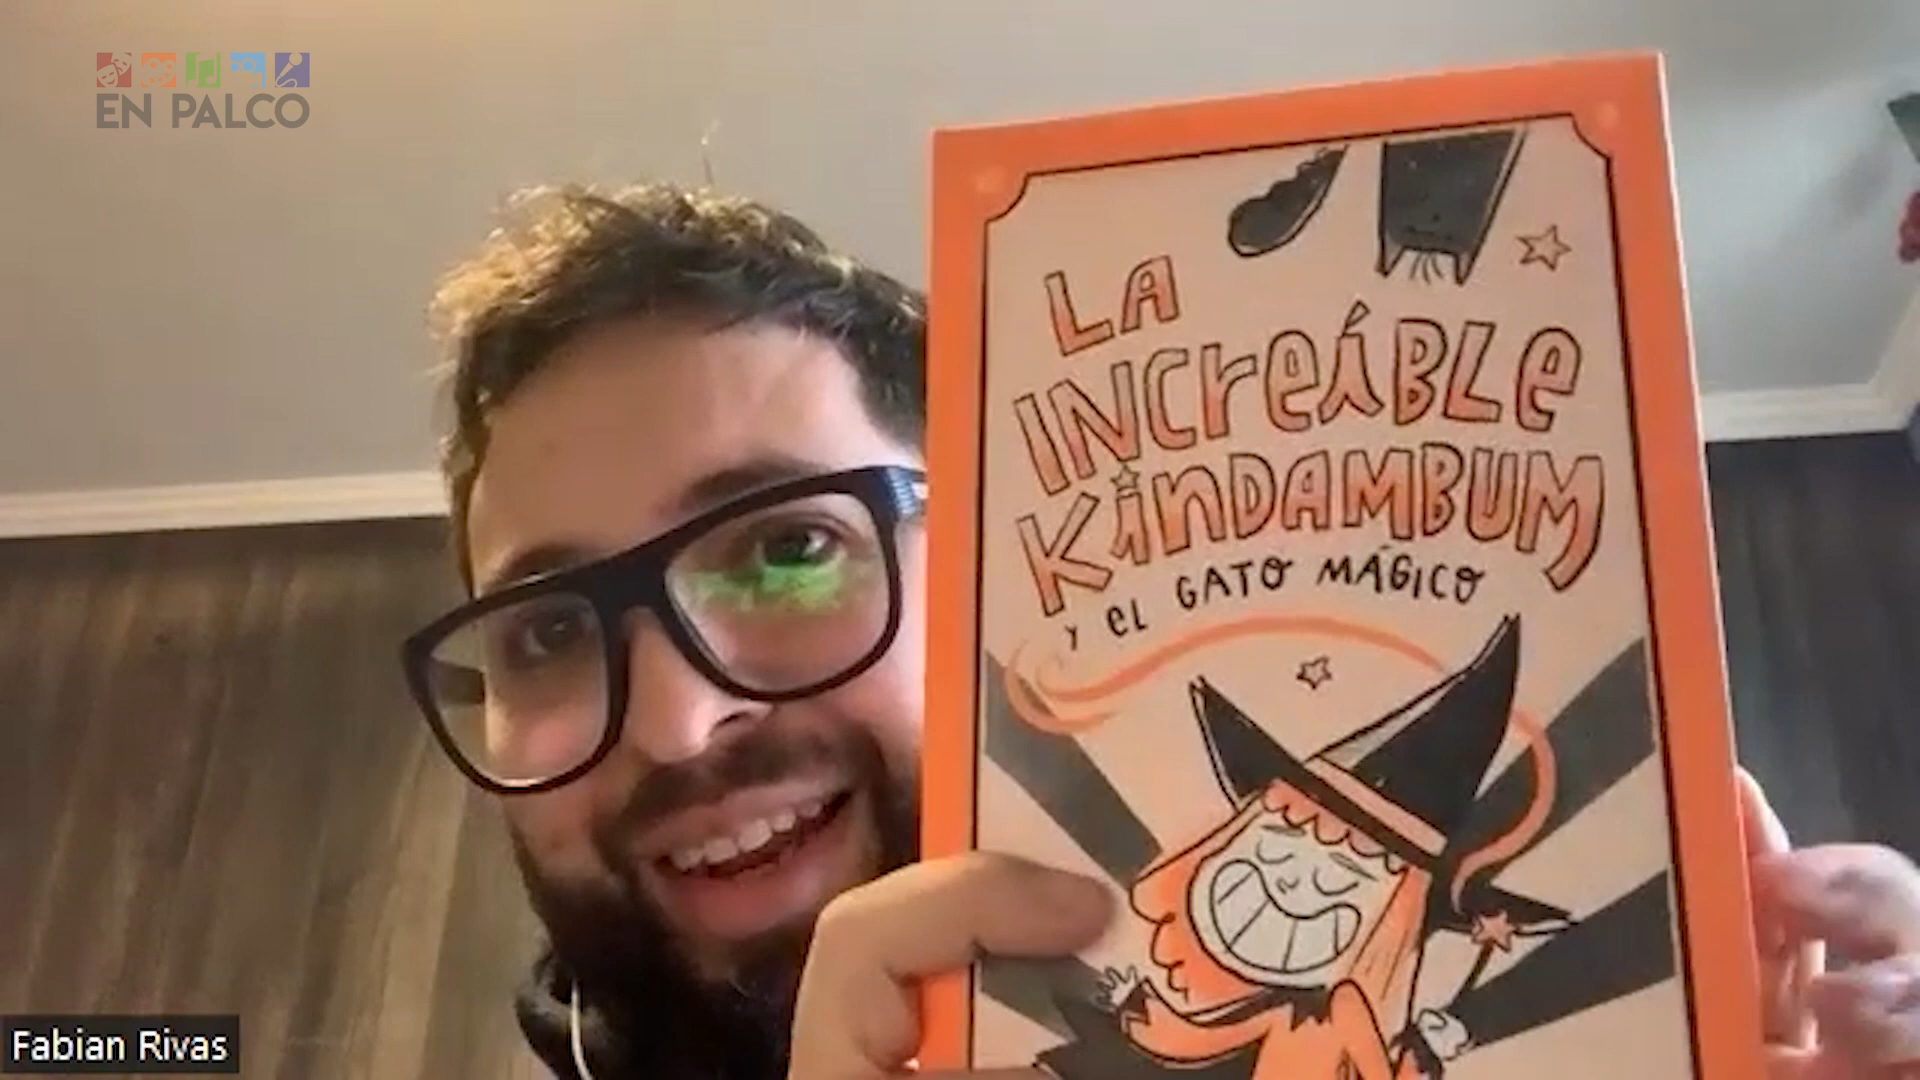 EN PALCO
LA
INCREÍBLE
KINDAMBUM
Y EL GATO MÁGICO
Fabian Rivas